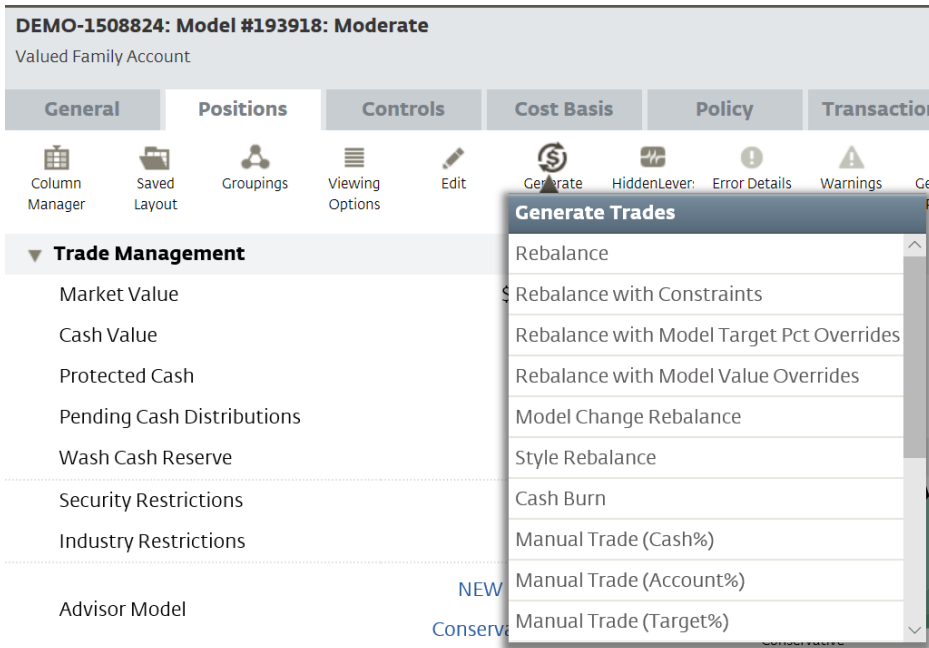 DEMO-1508824: Model #193918: Moderate
Valued Family Account
General Positions Controls Cost Basis Policy Transactio
Column Manager
Saved Layout
Groupings
Viewing Options
Edit
Generate
HiddenLever:
Error Details
Warnings
Generate Trades
Rebalance
Rebalance with Constraints
Rebalance with Model Target Pct Overrides
Rebalance with Model Value Overrides
Model Change Rebalance
Style Rebalance
Cash Burn
Manual Trade (Cash%)
Manual Trade (Account%)
Manual Trade (Target%)
Trade Management
Market Value $
Cash Value
Protected Cash
Pending Cash Distributions
Wash Cash Reserve
Security Restrictions
Industry Restrictions
Advisor Model
NEW
Conserva
Conservative